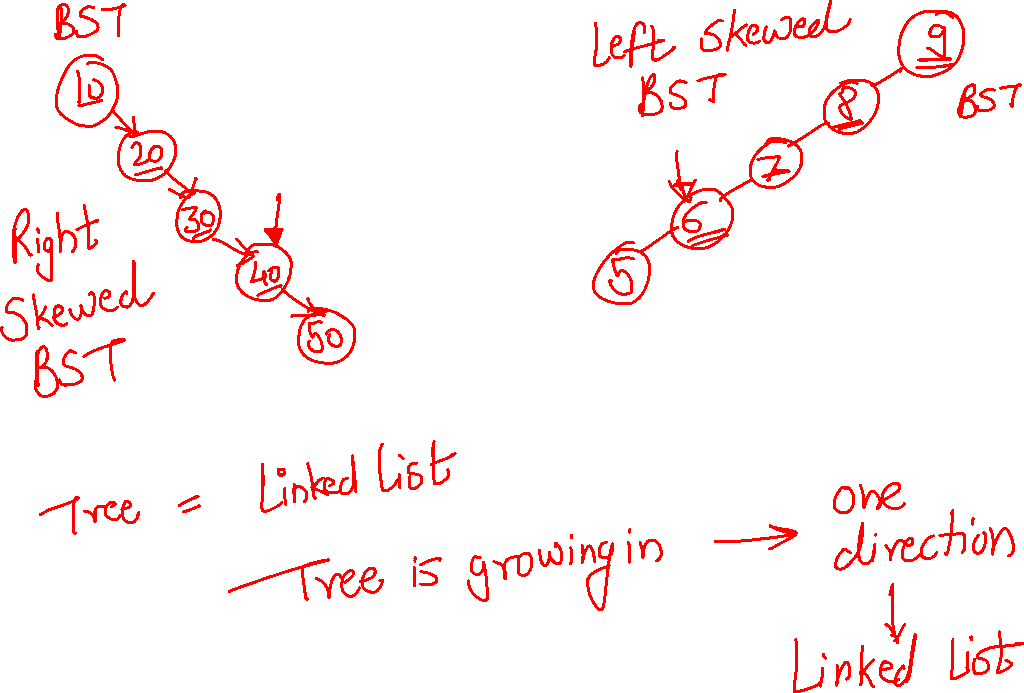 BST
10
20
30
40
50
Right
Skewed
BST
Left Skewed
BST
9
BST
8
7
6
5
Tree = Linked List
Tree is growing in → one
direction
↓
Linked List